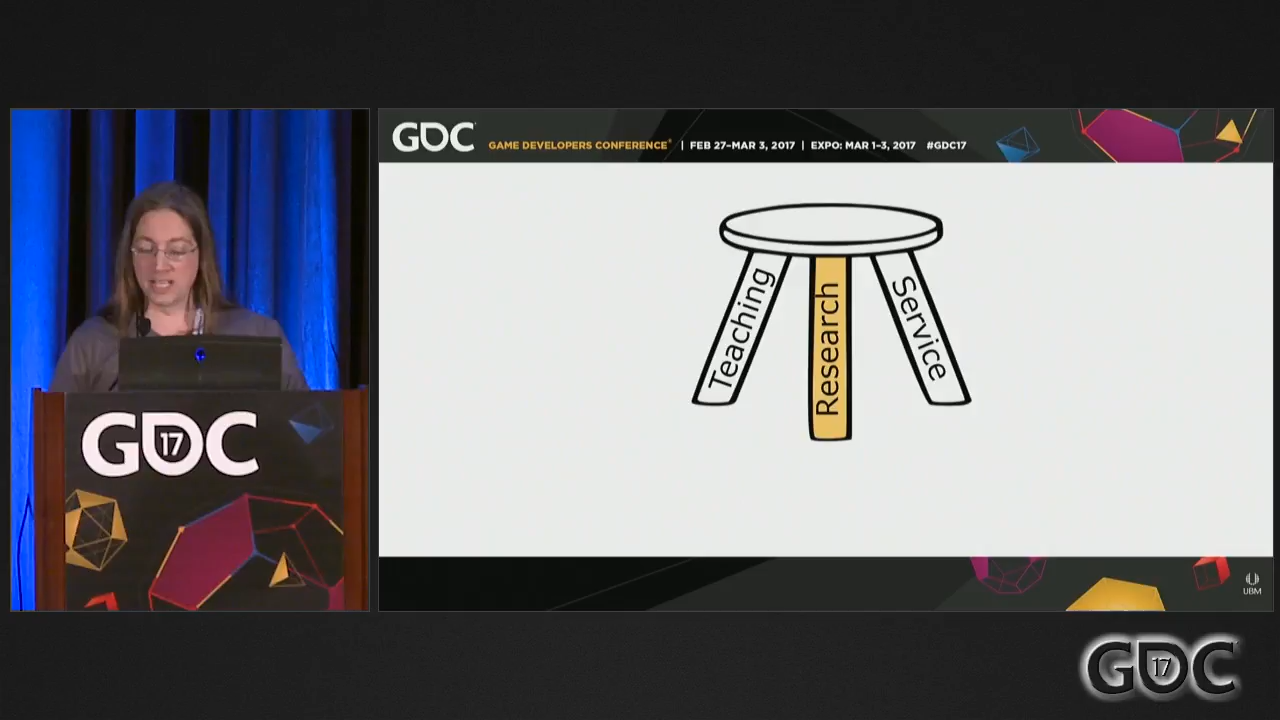 GDC
GAME DEVELOPERS CONFERENCE® | FEB 27–MAR 3, 2017 | EXPO: MAR 1–3, 2017 #GDC17
Teaching
Research
Service
GDC
17
UBM
GDC
17